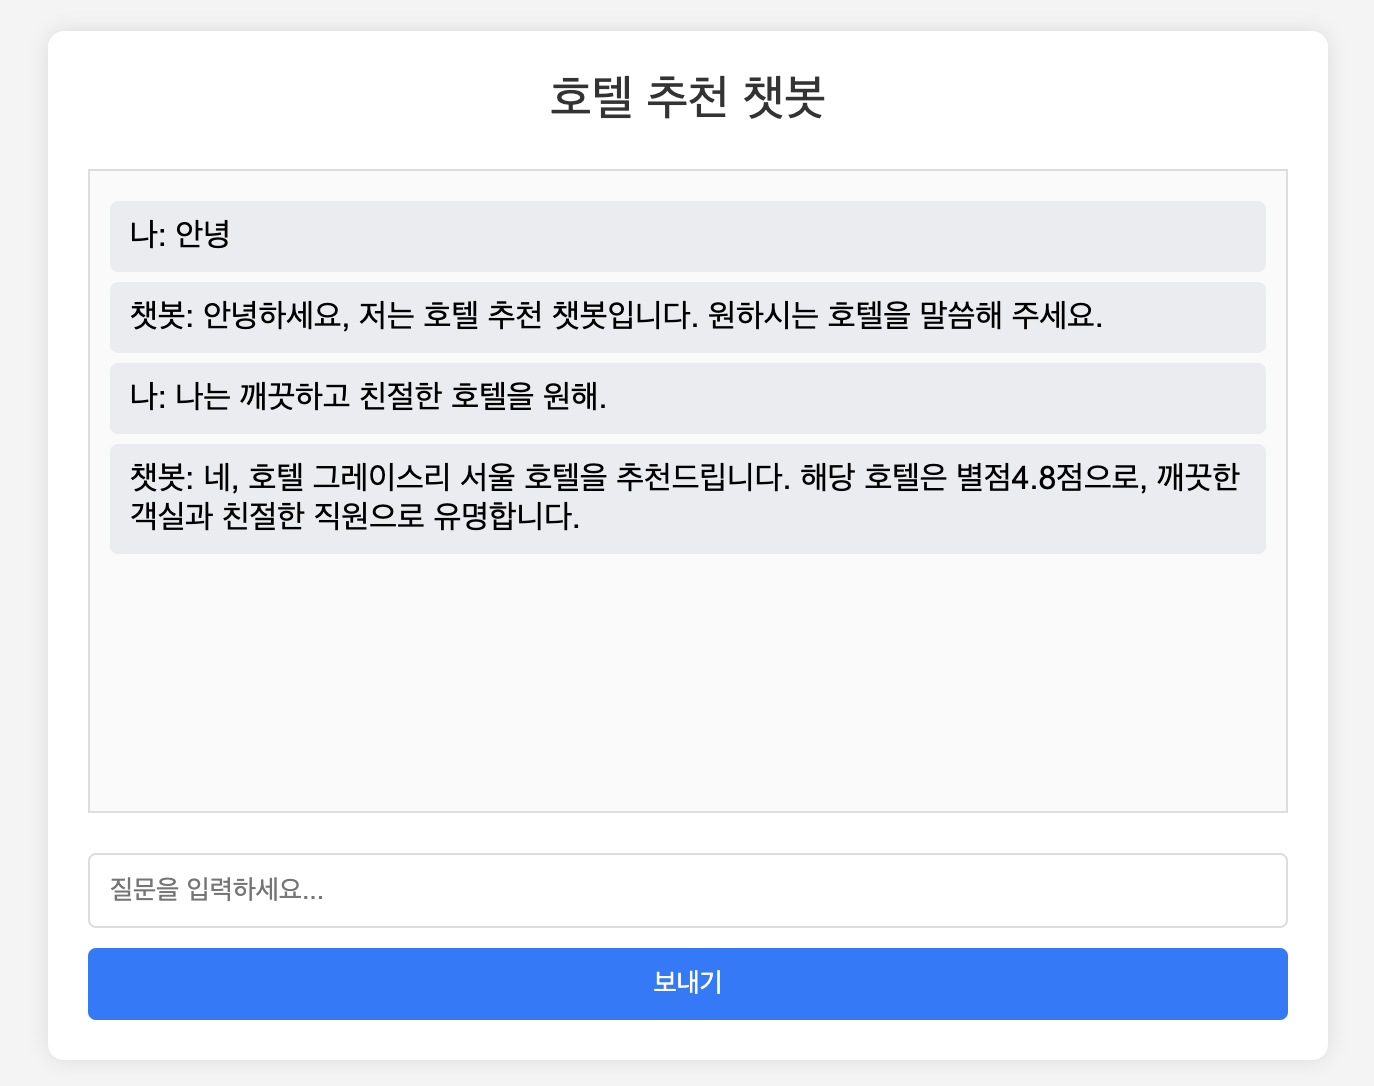 호텔 추천 챗봇
나: 안녕
챗봇: 안녕하세요, 저는 호텔 추천 챗봇입니다. 원하시는 호텔을 말씀해 주세요.
나: 나는 깨끗하고 친절한 호텔을 원해.
챗봇: 네, 호텔 그레이스리 서울 호텔을 추천드립니다. 해당 호텔은 별점4.8점으로, 깨끗한
객실과 친절한 직원으로 유명합니다.
질문을 입력하세요...
보내기